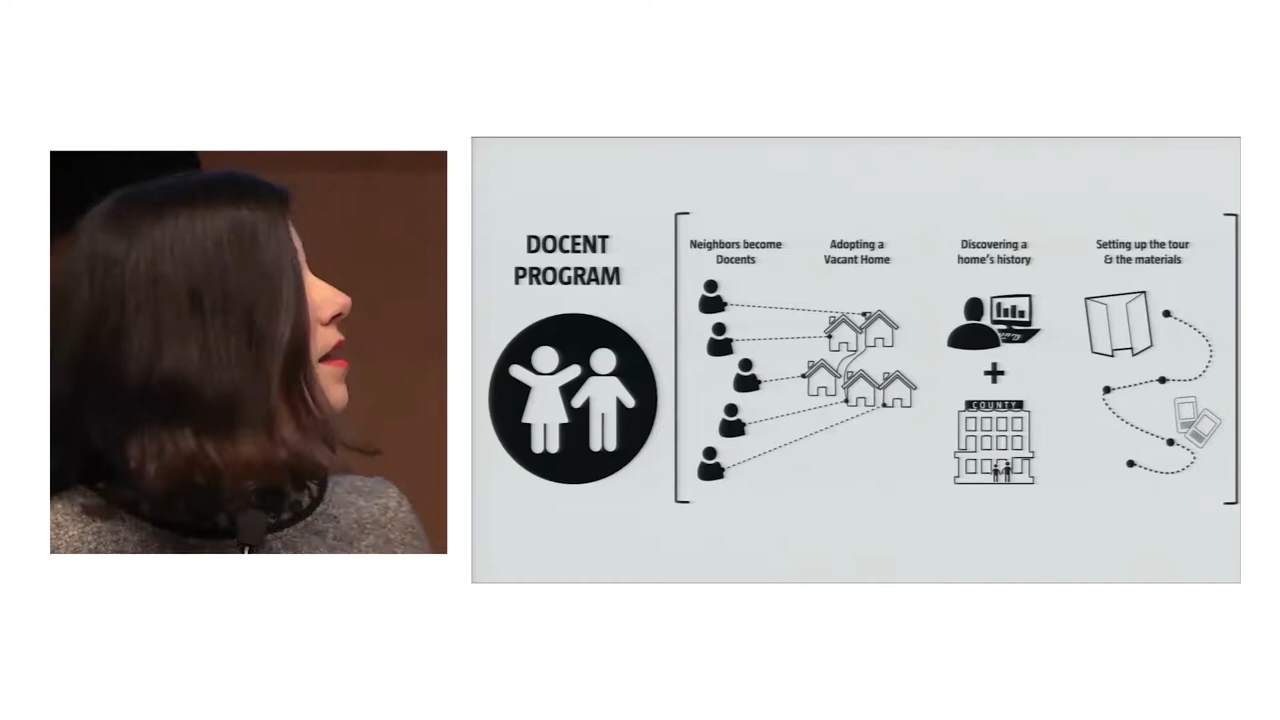 DOCENT
PROGRAM
Neighbors become
Docents
Adopting a
Vacant Home
Discovering a
home's history
Setting up the tour
& the materials
COUNTY